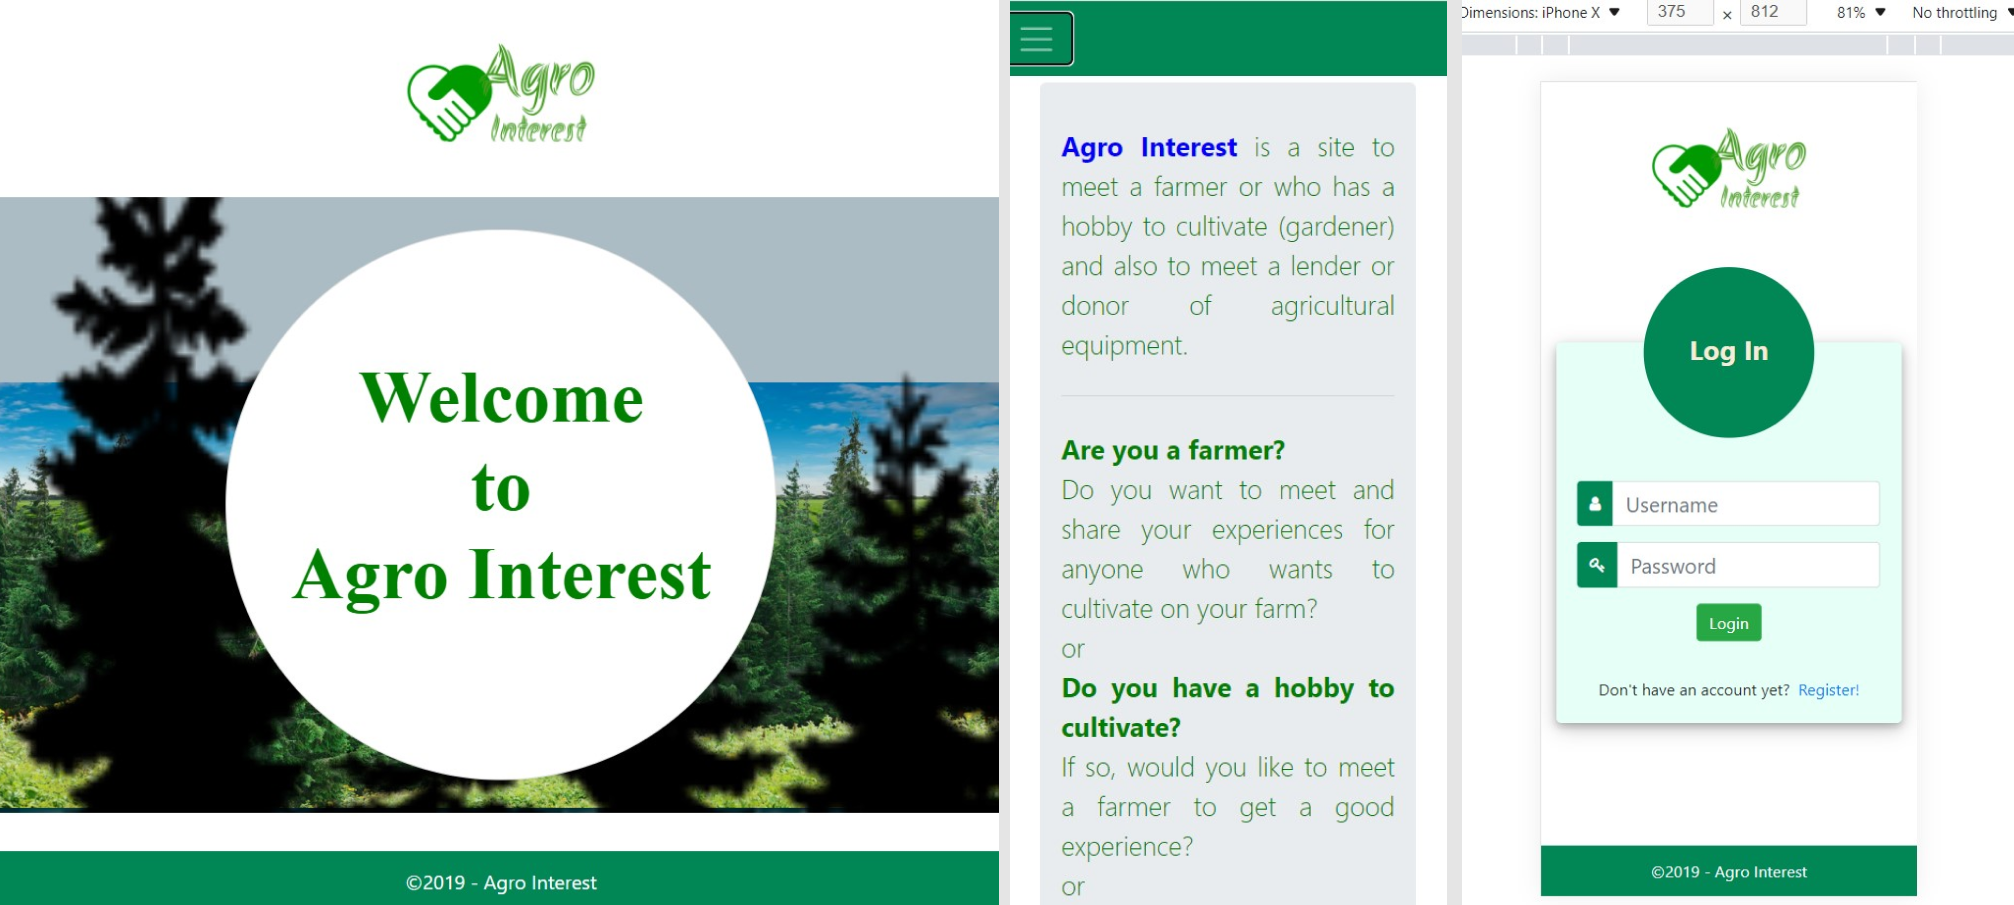 Agro
Interest
Welcome
to
Agro Interest
©2019 - Agro Interest
Agro Interest is a site to
meet a farmer or who has a
hobby to cultivate (gardener)
and also to meet a lender or
donor of agricultural
equipment.
Are you a farmer?
Do you want to meet and
share your experiences for
anyone who wants to
cultivate on your farm?
or
Do you have a hobby to
cultivate?
If so, would you like to meet
a farmer to get a good
experience?
or
Dimensions: iPhone X ▼ 375 × 812 81% ▼ No throttling ▼
Agro
Interest
Log In
Username
Password
Login
Don't have an account yet? Register!
©2019 - Agro Interest